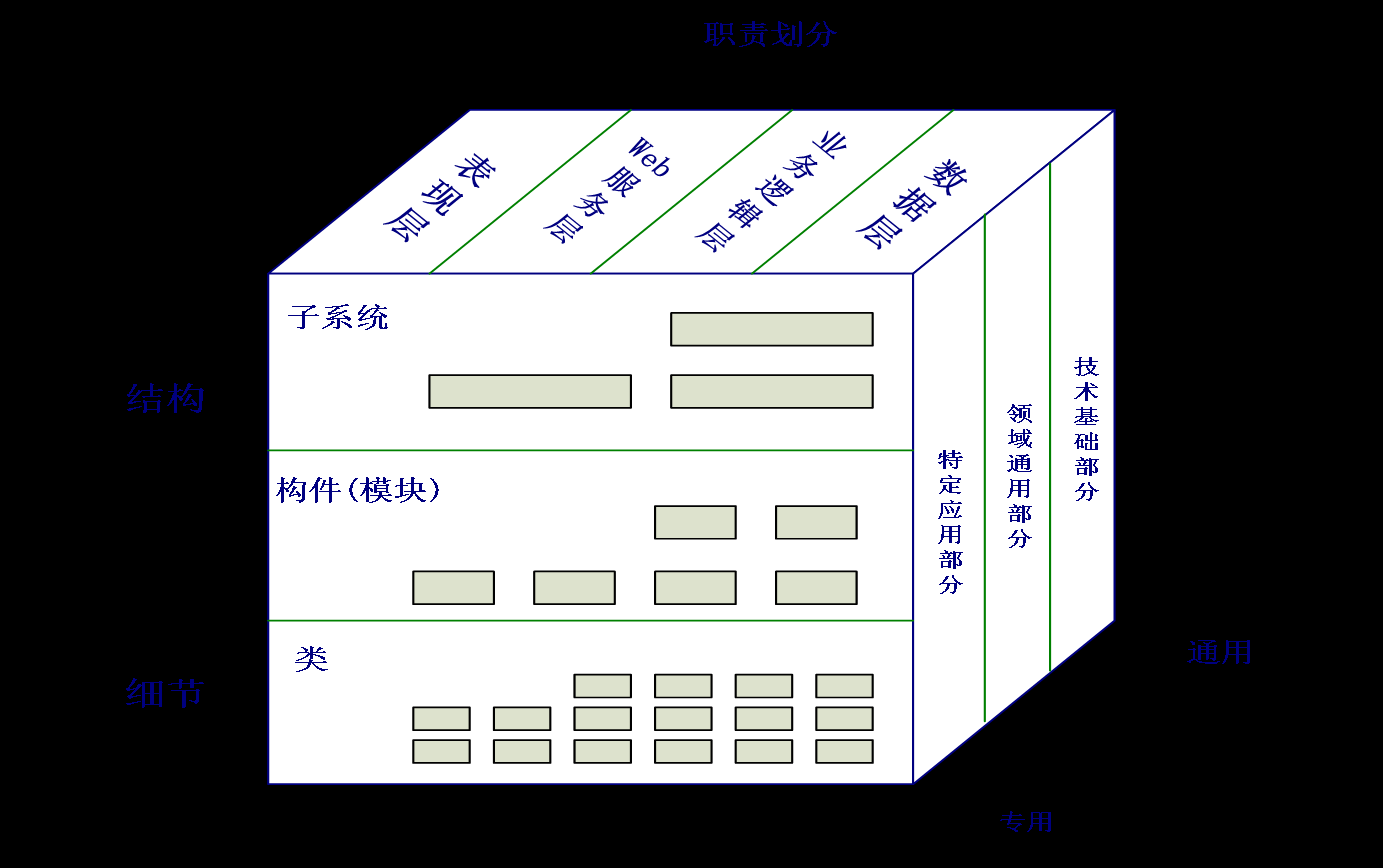 职责划分
表现层
Web服务层
业务逻辑层
数据层
子系统
结构
构件(模块)
类
细节
特定应用部分
领域通用部分
技术基础部分
通用
专用